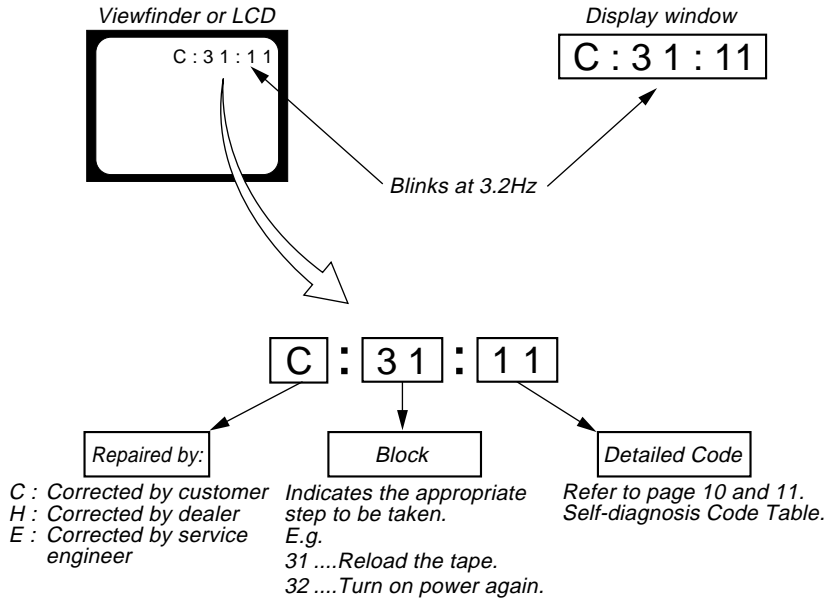 Viewfinder or LCD
C : 3 1 : 1 1
Display window
C : 3 1 : 11
Blinks at 3.2Hz
C : 3 1 : 1 1
Repaired by:
C : Corrected by customer
H : Corrected by dealer
E : Corrected by service
engineer
Block
Indicates the appropriate
step to be taken.
E.g.
31 ....Reload the tape.
32 ....Turn on power again.
Detailed Code
Refer to page 10 and 11.
Self-diagnosis Code Table.